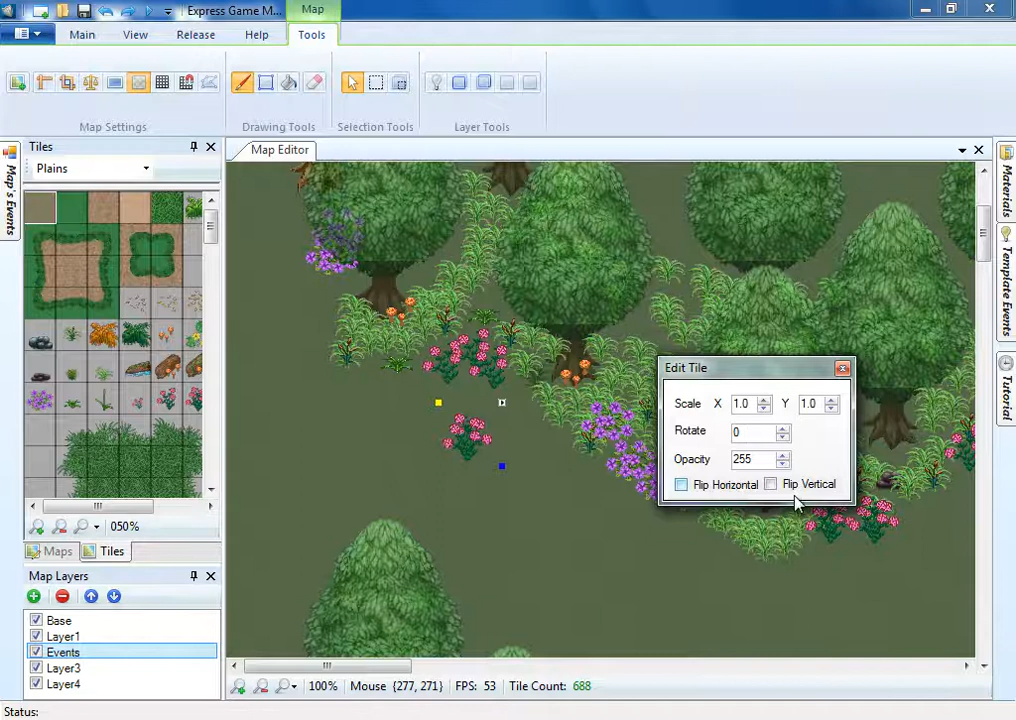 Express Game M...
Map
Main
View
Release
Help
Tools
Map Settings
Drawing Tools
Selection Tools
Layer Tools
Map's Events
Tiles
Plains
050%
Maps
Tiles
Map Layers
Base
Layer1
Events
Layer3
Layer4
Map Editor
Edit Tile
Scale X 1.0 Y 1.0
Rotate 0
Opacity 255
Flip Horizontal Flip Vertical
100% Mouse {277, 271} FPS: 53 Tile Count: 688
Materials
Template Events
Tutorial
Status: